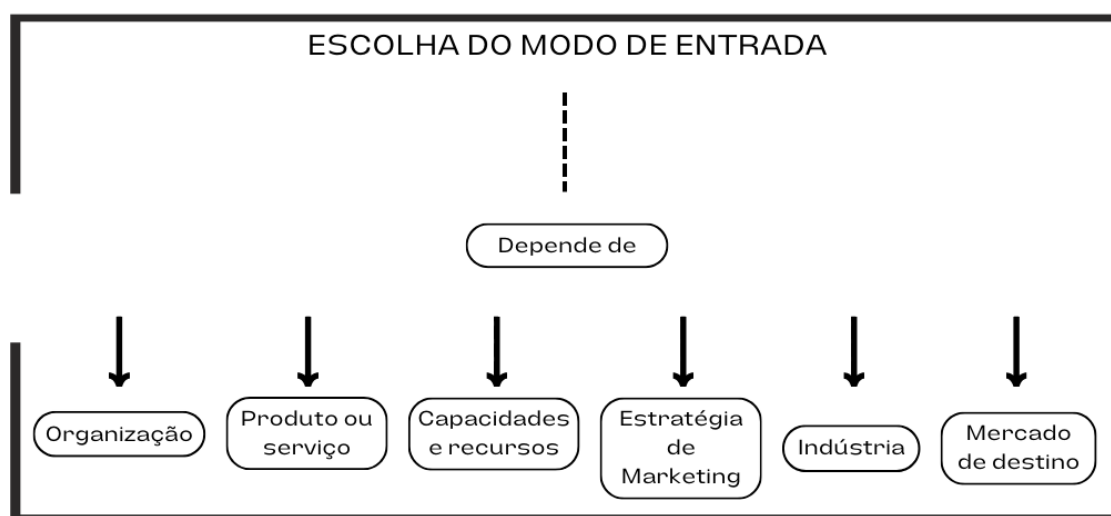 ESCOLHA DO MODO DE ENTRADA
Depende de
Organização
Produto ou
serviço
Capacidades
e recursos
Estratégia
de
Marketing
Indústria
Mercado
de destino